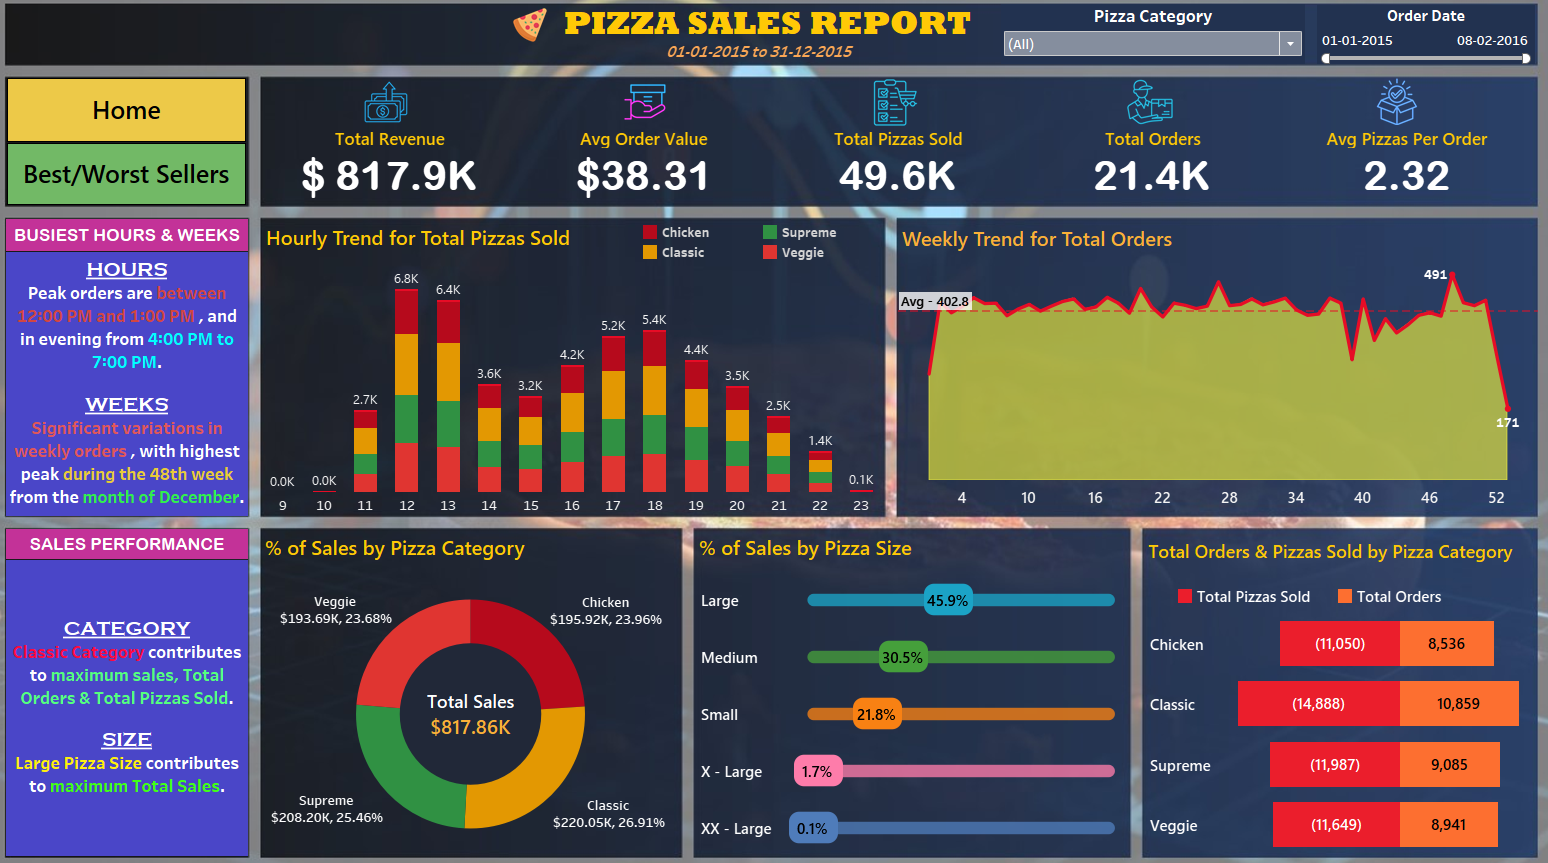 PIZZA SALES REPORT
01-01-2015 to 31-12-2015
Pizza Category
(All)
Order Date
01-01-2015 08-02-2016
Home
Best/Worst Sellers
Total Revenue
$ 817.9K
Avg Order Value
$38.31
Total Pizzas Sold
49.6K
Total Orders
21.4K
Avg Pizzas Per Order
2.32
BUSIEST HOURS & WEEKS
HOURS
Peak orders are between
12:00 PM and 1:00 PM , and
in evening from 4:00 PM to
7:00 PM.
WEEKS
Significant variations in
weekly orders , with highest
peak during the 48th week
from the month of December.
Hourly Trend for Total Pizzas Sold
Chicken Supreme
Classic Veggie
0.0K 0.0K 2.7K 6.8K 6.4K 3.6K 3.2K 4.2K 5.2K 5.4K 4.4K 3.5K 2.5K 1.4K 0.1K
9 10 11 12 13 14 15 16 17 18 19 20 21 22 23
Weekly Trend for Total Orders
491
Avg - 402.8
171
4 10 16 22 28 34 40 46 52
SALES PERFORMANCE
CATEGORY
Classic Category contributes
to maximum sales, Total
Orders & Total Pizzas Sold.
SIZE
Large Pizza Size contributes
to maximum Total Sales.
% of Sales by Pizza Category
Veggie
$193.69K, 23.68%
Chicken
$195.92K, 23.96%
Total Sales
$817.86K
Supreme
$208.20K, 25.46%
Classic
$220.05K, 26.91%
% of Sales by Pizza Size
Large 45.9%
Medium 30.5%
Small 21.8%
X - Large 1.7%
XX - Large 0.1%
Total Orders & Pizzas Sold by Pizza Category
Total Pizzas Sold Total Orders
Chicken (11,050) 8,536
Classic (14,888) 10,859
Supreme (11,987) 9,085
Veggie (11,649) 8,941